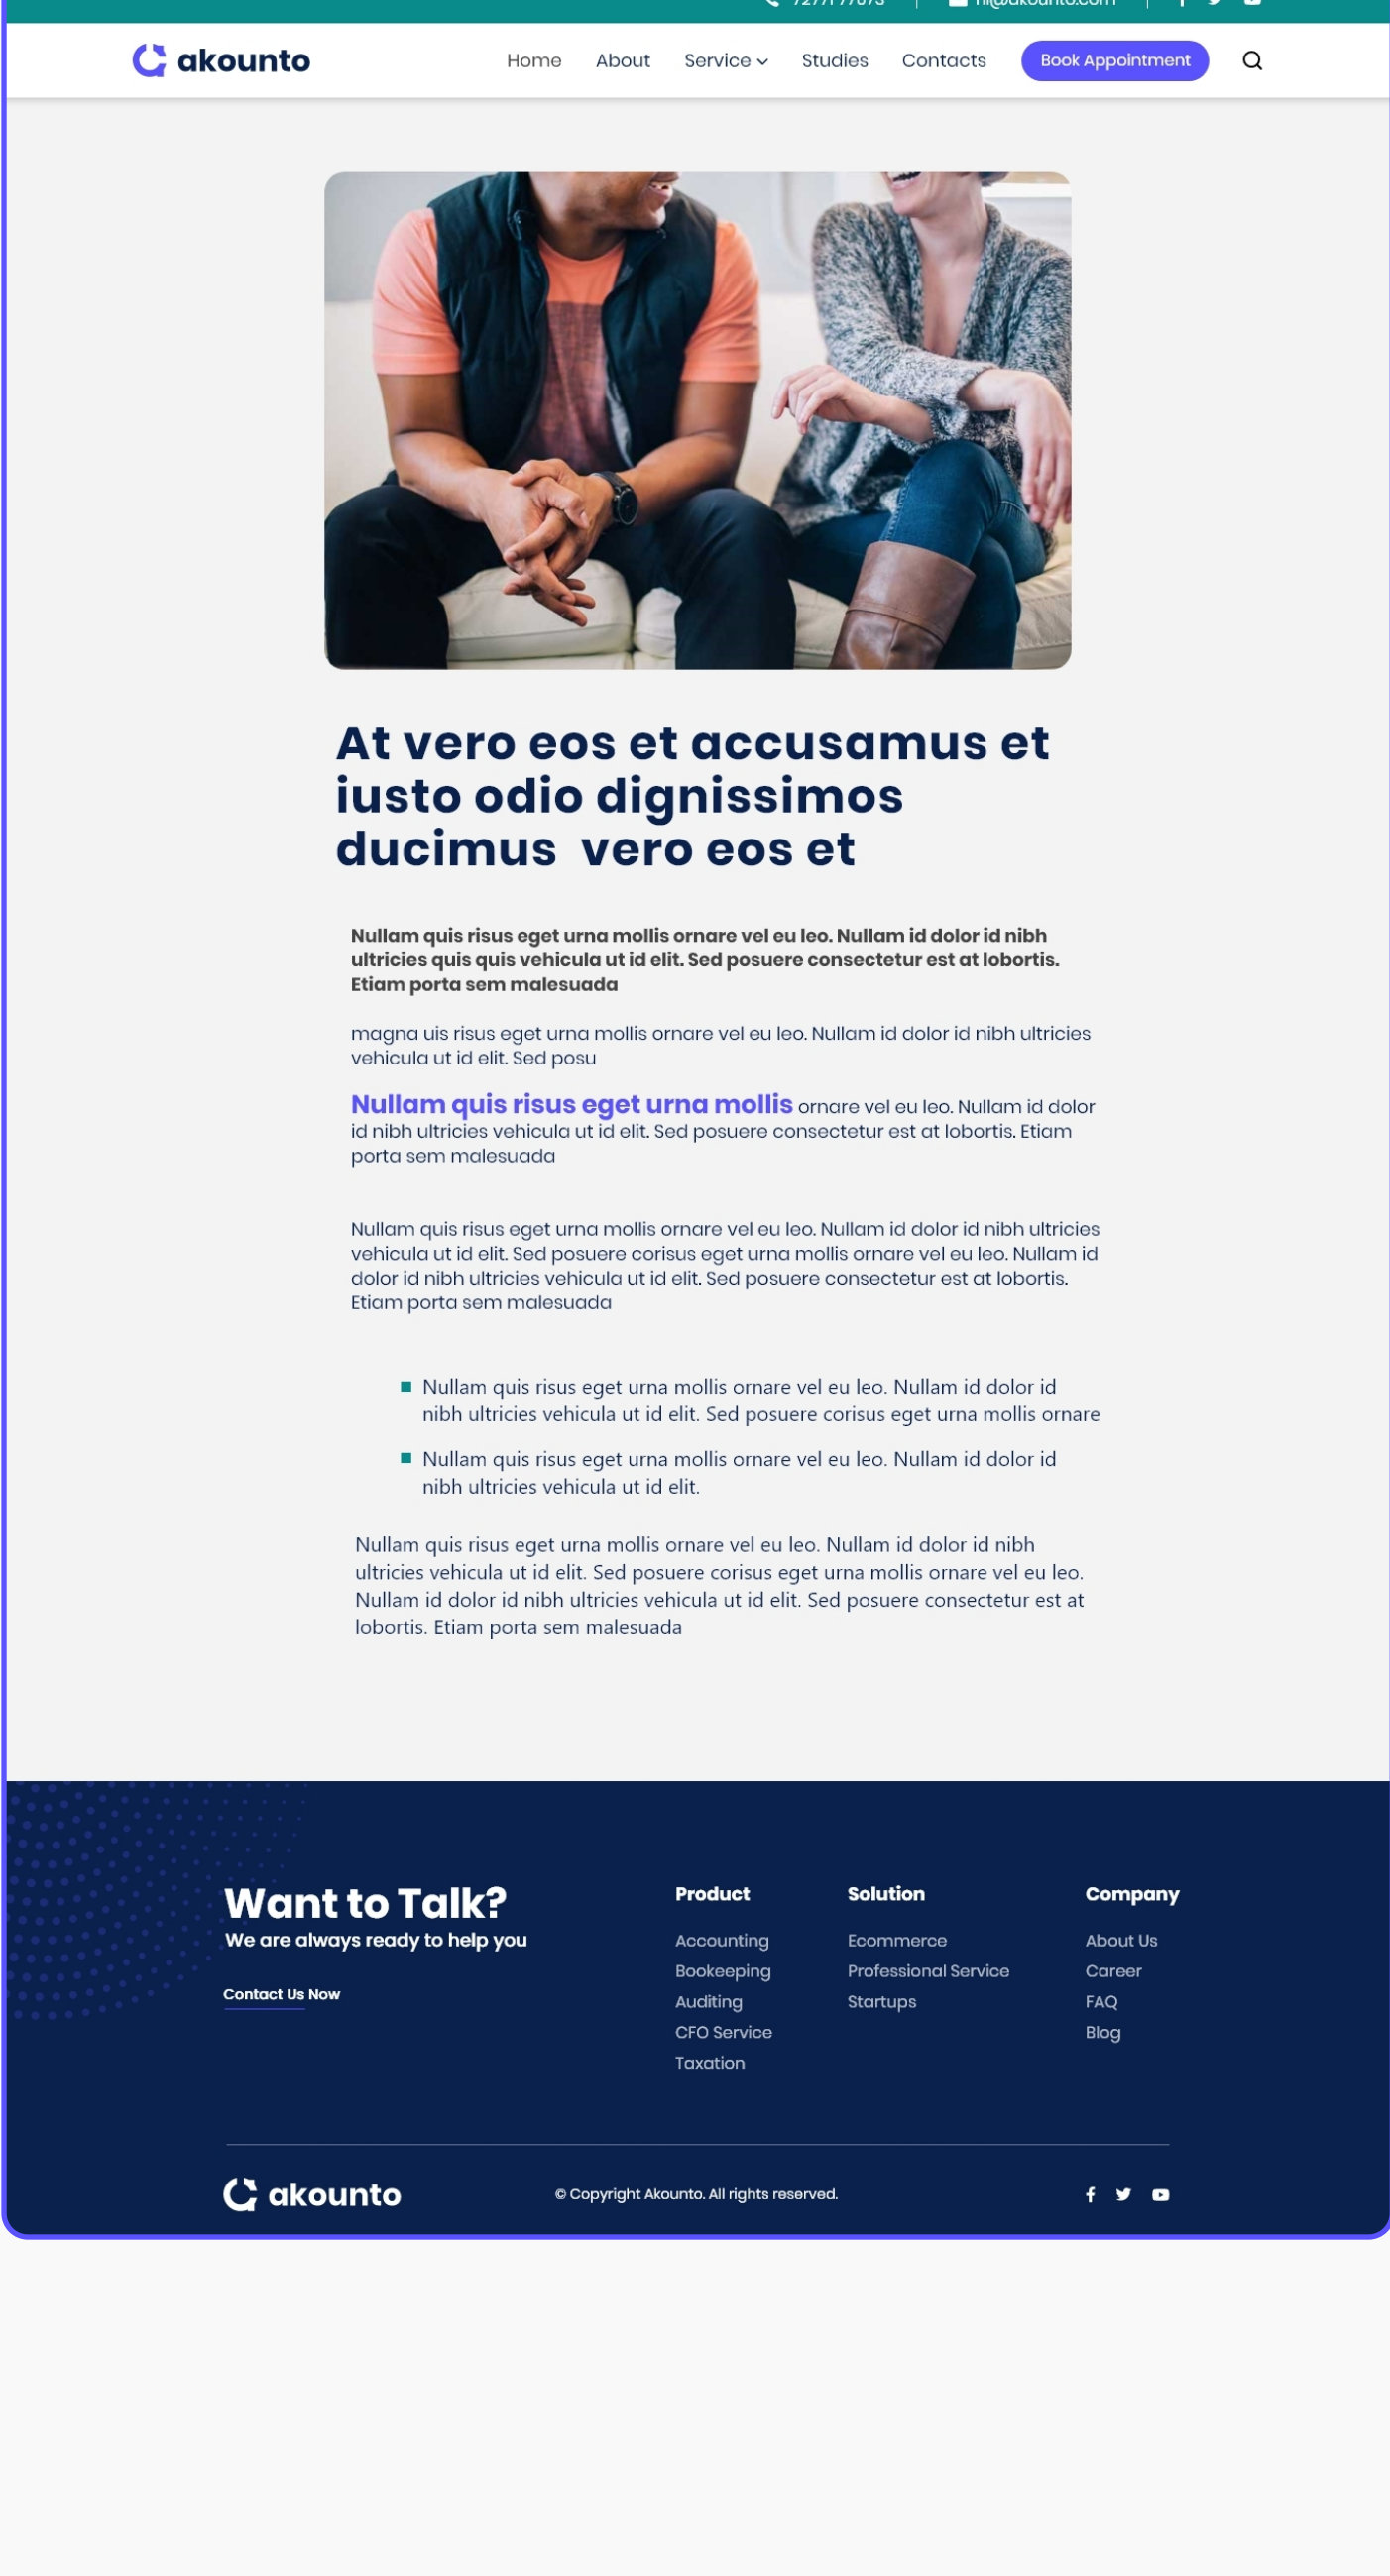 akounto
Home About Service Studies Contacts Book Appointment
At vero eos et accusamus et
iusto odio dignissimos
ducimus vero eos et
Nullam quis risus eget urna mollis ornare vel eu leo. Nullam id dolor id nibh
ultricies quis quis vehicula ut id elit. Sed posuere consectetur est at lobortis.
Etiam porta sem malesuada
magna uis risus eget urna mollis ornare vel eu leo. Nullam id dolor id nibh ultricies
vehicula ut id elit. Sed posu
Nullam quis risus eget urna mollis ornare vel eu leo. Nullam id dolor
id nibh ultricies vehicula ut id elit. Sed posuere consectetur est at lobortis. Etiam
porta sem malesuada
Nullam quis risus eget urna mollis ornare vel eu leo. Nullam id dolor id nibh ultricies
vehicula ut id elit. Sed posuere corisus eget urna mollis ornare vel eu leo. Nullam id
dolor id nibh ultricies vehicula ut id elit. Sed posuere consectetur est at lobortis.
Etiam porta sem malesuada
Nullam quis risus eget urna mollis ornare vel eu leo. Nullam id dolor id
nibh ultricies vehicula ut id elit. Sed posuere corisus eget urna mollis ornare
Nullam quis risus eget urna mollis ornare vel eu leo. Nullam id dolor id
nibh ultricies vehicula ut id elit.
Nullam quis risus eget urna mollis ornare vel eu leo. Nullam id dolor id nibh
ultricies vehicula ut id elit. Sed posuere corisus eget urna mollis ornare vel eu leo.
Nullam id dolor id nibh ultricies vehicula ut id elit. Sed posuere consectetur est at
lobortis. Etiam porta sem malesuada
Want to Talk?
We are always ready to help you
Contact Us Now
Product
Accounting
Bookeeping
Auditing
CFO Service
Taxation
Solution
Ecommerce
Professional Service
Startups
Company
About Us
Career
FAQ
Blog
akounto
© Copyright Akounto. All rights reserved.